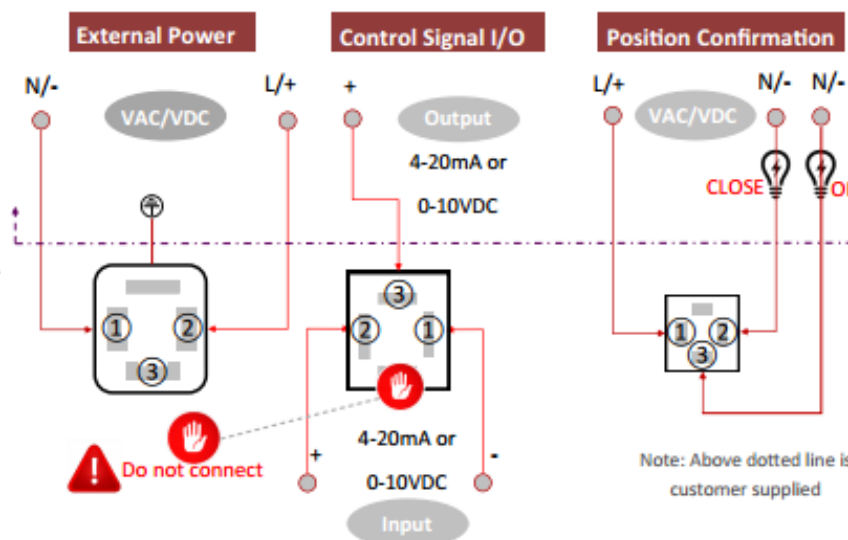 External Power
Control Signal I/O
Position Confirmation
N/-
L/+
+
L/+
N/-
N/-
VAC/VDC
Output
VAC/VDC
4-20mA or
0-10VDC
CLOSE
1
2
3
3
2
1
1
2
3
Do not connect
+
4-20mA or
-
0-10VDC
Input
Note: Above dotted line is
customer supplied